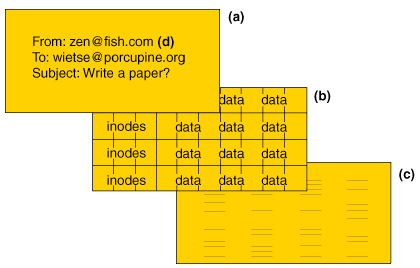 (a)
From: zen@fish.com (d)
To: wietse@porcupine.org
Subject: Write a paper?
data data (b)
inodes data data data
inodes data data data
inodes data data data
(c)